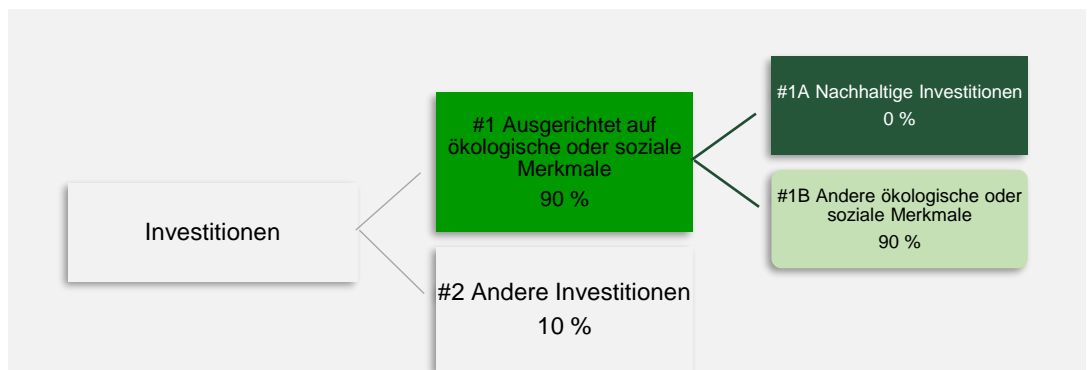 Investitionen
#1 Ausgerichtet auf
ökologische oder soziale
Merkmale
90 %
#2 Andere Investitionen
10 %
#1A Nachhaltige Investitionen
0 %
#1B Andere ökologische oder
soziale Merkmale
90 %